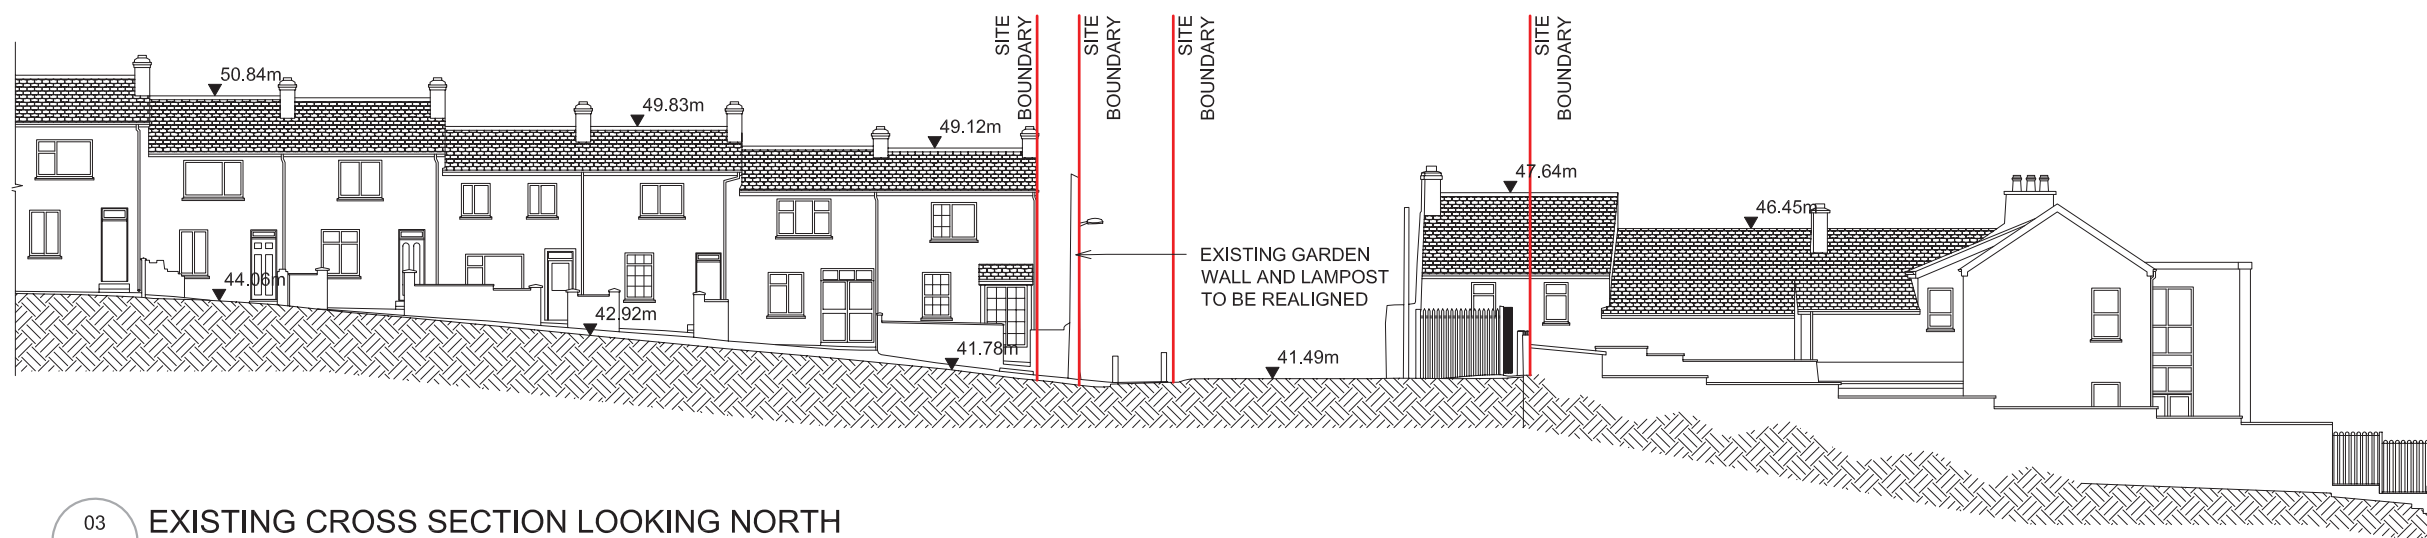 SITE
BOUNDARY
SITE
BOUNDARY
SITE
BOUNDARY
SITE
BOUNDARY
50.84m
49.83m
49.12m
47.64m
46.45m
EXISTING GARDEN
WALL AND LAMPOST
TO BE REALIGNED
44.06m
42.92m
41.78m
41.49m
03
EXISTING CROSS SECTION LOOKING NORTH